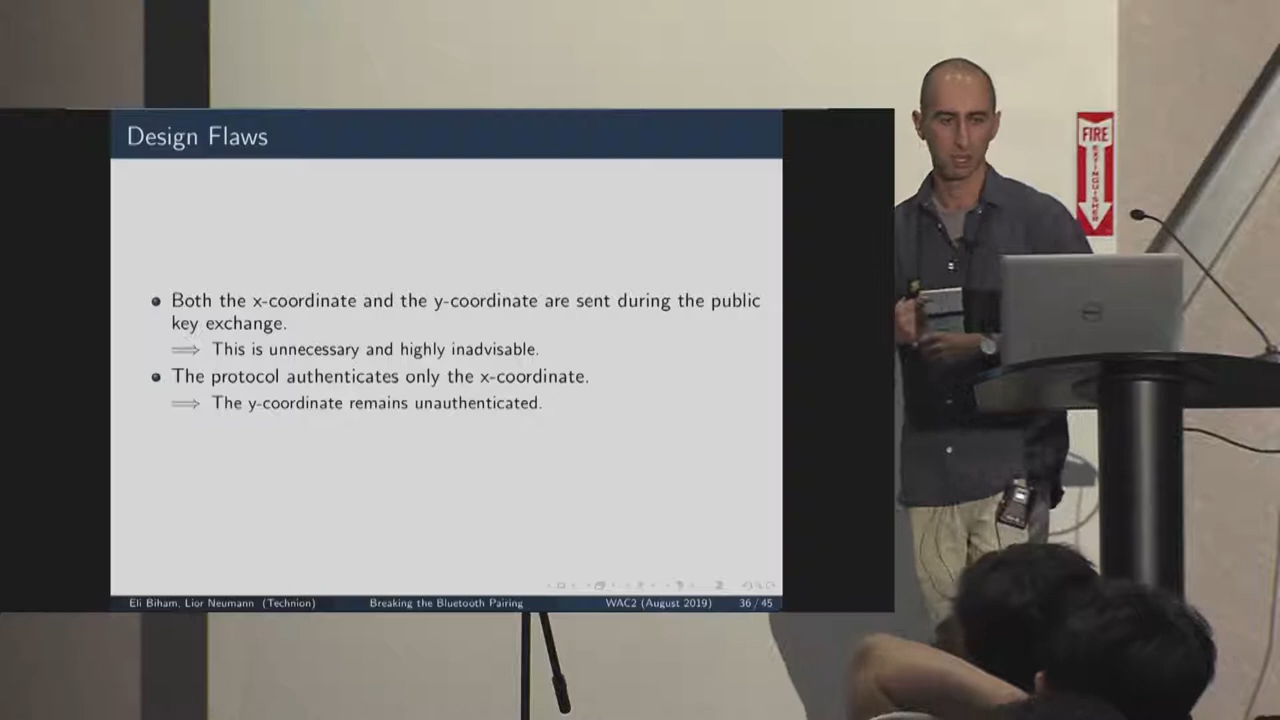 Design Flaws
Both the x-coordinate and the y-coordinate are sent during the public
key exchange.
⟹ This is unnecessary and highly inadvisable.
The protocol authenticates only the x-coordinate.
⟹ The y-coordinate remains unauthenticated.
Eli Biham, Lior Neumann (Technion) Breaking the Bluetooth Pairing WAC2 (August 2019) 36 / 45
FIRE
EXTINGUISHER
DELL